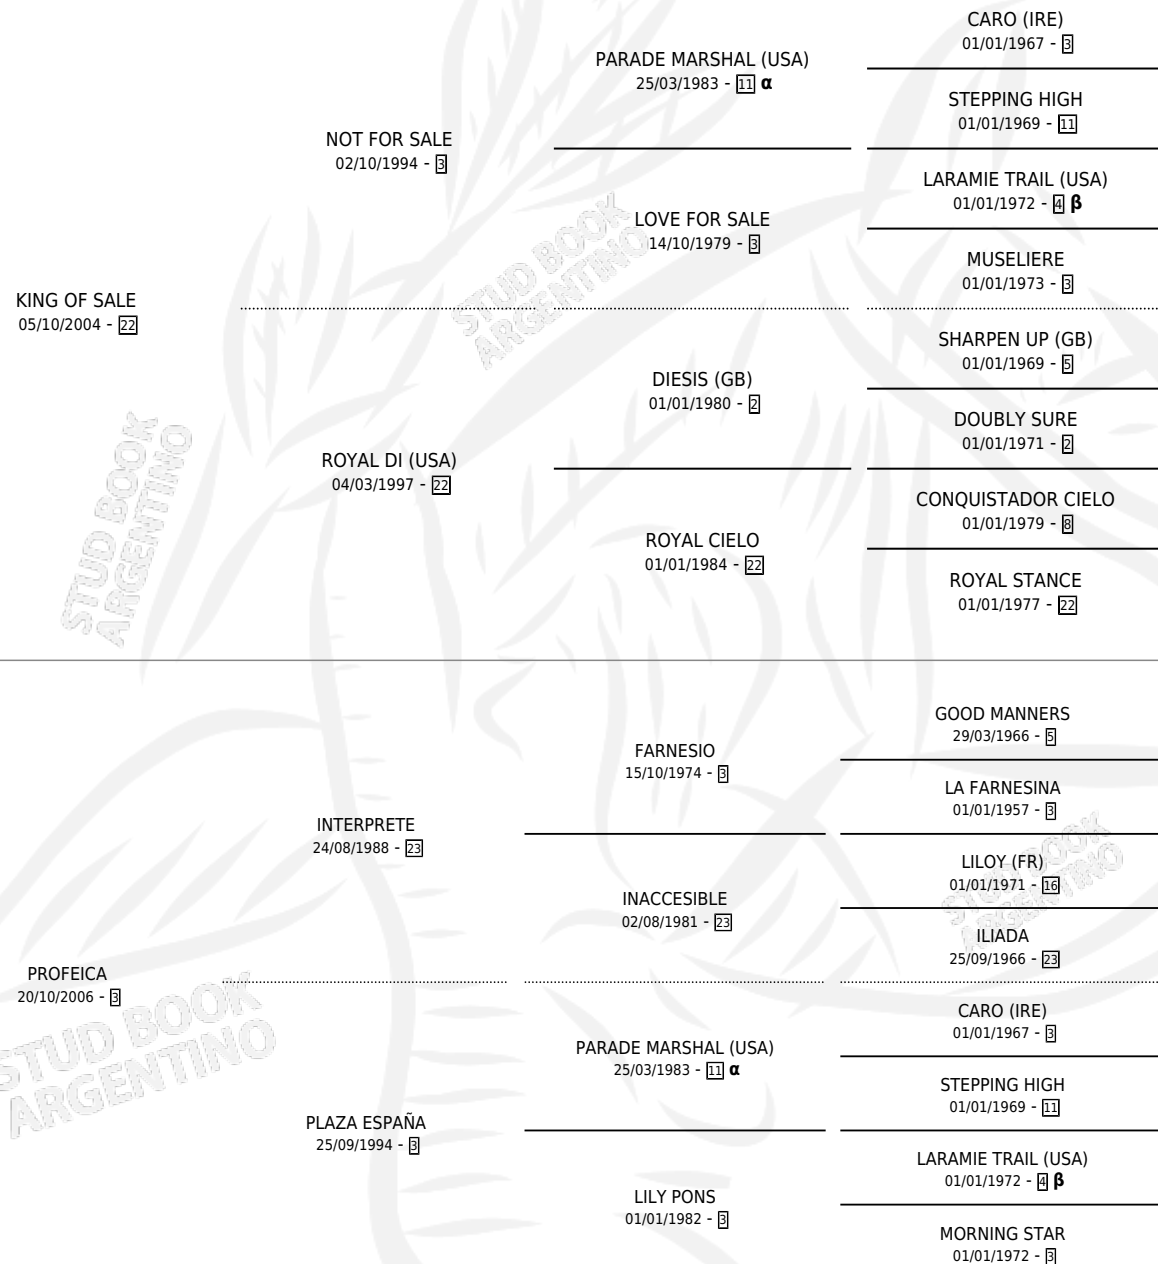 CARO (IRE)
01/01/1967 - 3
PARADE MARSHAL (USA)
25/03/1983 - 11 α
STEPPING HIGH
01/01/1969 - 11
NOT FOR SALE
02/10/1994 - 3
LARAMIE TRAIL (USA)
01/01/1972 - 4 β
LOVE FOR SALE
14/10/1979 - 3
MUSELIERE
01/01/1973 - 3
KING OF SALE
05/10/2004 - 22
SHARPEN UP (GB)
01/01/1969 - 5
DIESIS (GB)
01/01/1980 - 2
DOUBLY SURE
01/01/1971 - 2
ROYAL DI (USA)
04/03/1997 - 22
CONQUISTADOR CIELO
01/01/1979 - 8
ROYAL CIELO
01/01/1984 - 22
ROYAL STANCE
01/01/1977 - 22
GOOD MANNERS
29/03/1966 - 5
FARNESIO
15/10/1974 - 3
LA FARNESINA
01/01/1957 - 3
INTERPRETE
24/08/1988 - 23
LILOY (FR)
01/01/1971 - 16
INACCESIBLE
02/08/1981 - 23
ILIADA
25/09/1966 - 23
PROFEICA
20/10/2006 - 3
CARO (IRE)
01/01/1967 - 3
PARADE MARSHAL (USA)
25/03/1983 - 11 α
STEPPING HIGH
01/01/1969 - 11
PLAZA ESPAÑA
25/09/1994 - 3
LARAMIE TRAIL (USA)
01/01/1972 - 4 β
LILY PONS
01/01/1982 - 3
MORNING STAR
01/01/1972 - 3
STUD BOOK
ARGENTINO
STUD BOOK
ARGENTINO
STUD BOOK
ARGENTINO
STUD BOOK
ARGENTINO